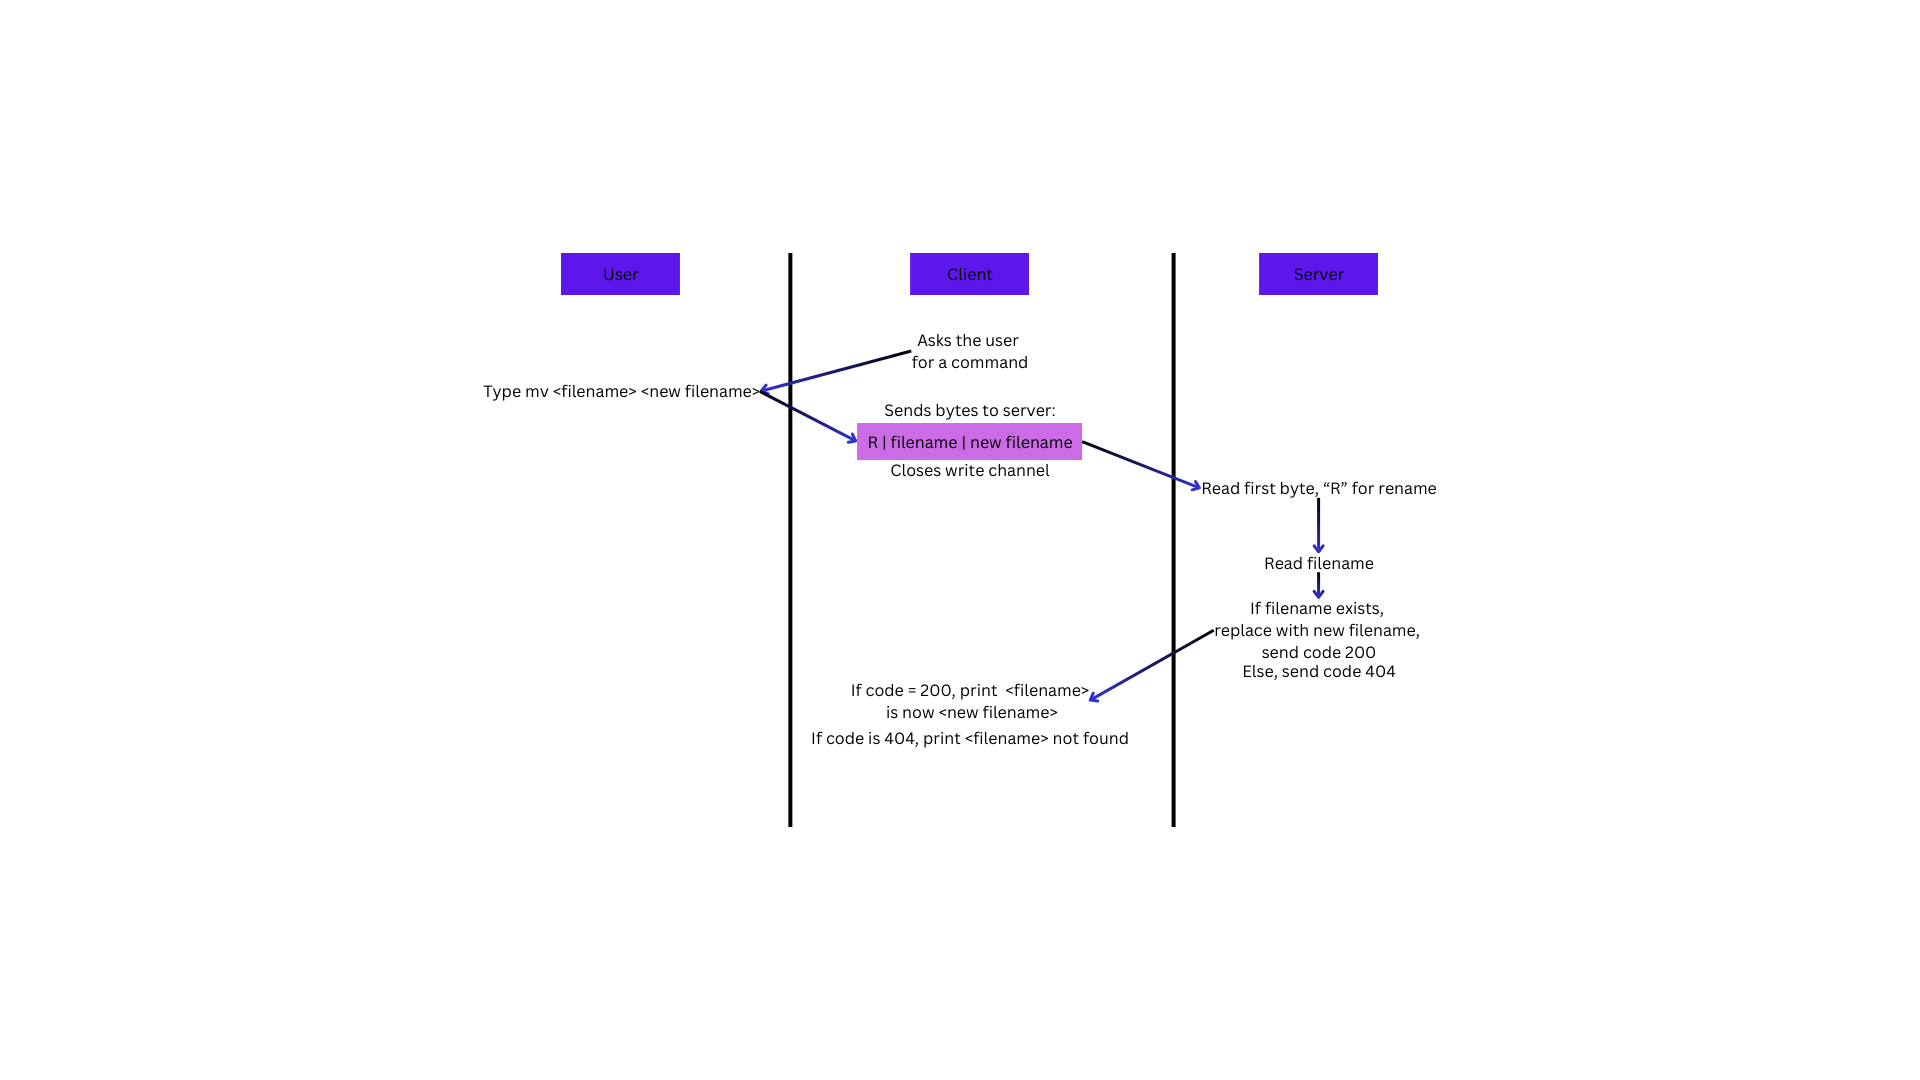 User
Client
Server
Asks the user
for a command
Type mv <filename> <new filename>
Sends bytes to server:
R | filename | new filename
Closes write channel
Read first byte, “R” for rename
Read filename
If filename exists,
replace with new filename,
send code 200
Else, send code 404
If code = 200, print  <filename>
is now <new filename>
If code is 404, print <filename> not found